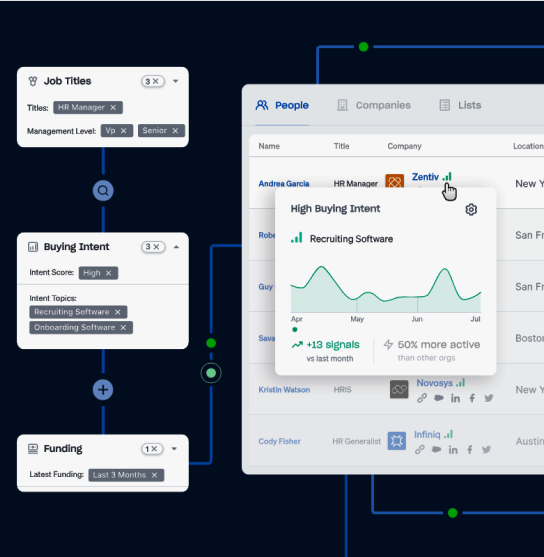 Job Titles 3 ×
Titles: HR Manager ×
Management Level: Vp × Senior ×
Buying Intent 3 ×
Intent Score: High ×
Intent Topics:
Recruiting Software ×
Onboarding Software ×
Funding 1 ×
Latest Funding: Last 3 Months ×
People Companies Lists
Name Title Company Location
Andrea Garcia HR Manager Zentiv New Y
Robe San Fr
Guy San Fr
Sava Boston
High Buying Intent
Recruiting Software
Apr May Jun Jul
+13 signals 50% more active
vs last month than other orgs
Kristin Watson HRIS Novosys New Y
Cody Fisher HR Generalist Infiniq Austin